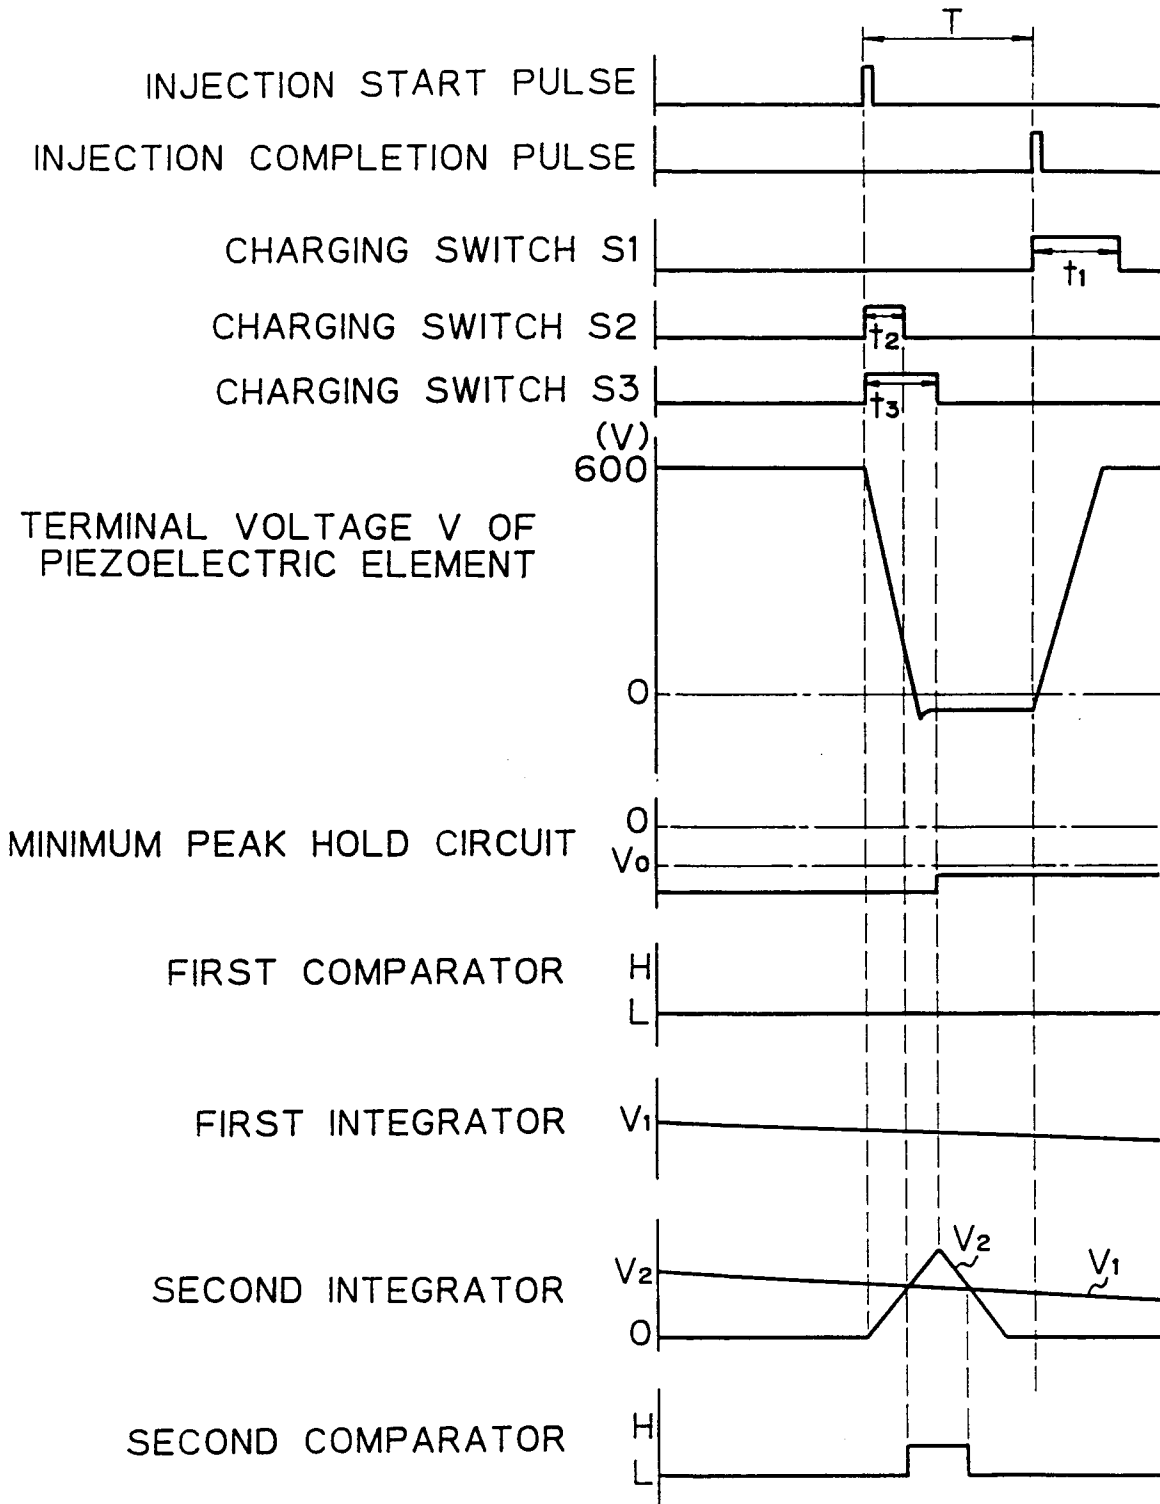 T
INJECTION START PULSE
INJECTION COMPLETION PULSE
CHARGING SWITCH S1
t1
CHARGING SWITCH S2
t2
CHARGING SWITCH S3
t3
(V)
600
TERMINAL VOLTAGE V OF
PIEZOELECTRIC ELEMENT
0
0
MINIMUM PEAK HOLD CIRCUIT
Vo
FIRST COMPARATOR
H
L
FIRST INTEGRATOR
V1
V2
V1
SECOND INTEGRATOR
V2
0
SECOND COMPARATOR
H
L